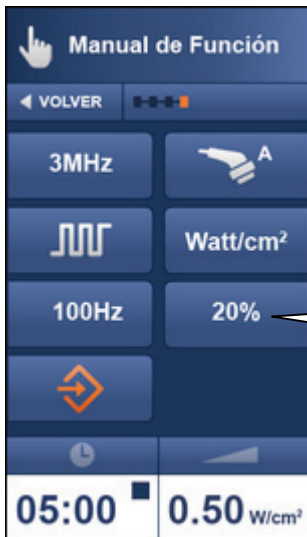 Manual de Función
VOLVER
3MHz
A
Watt/cm²
100Hz
20%
05:00
0.50 W/cm²